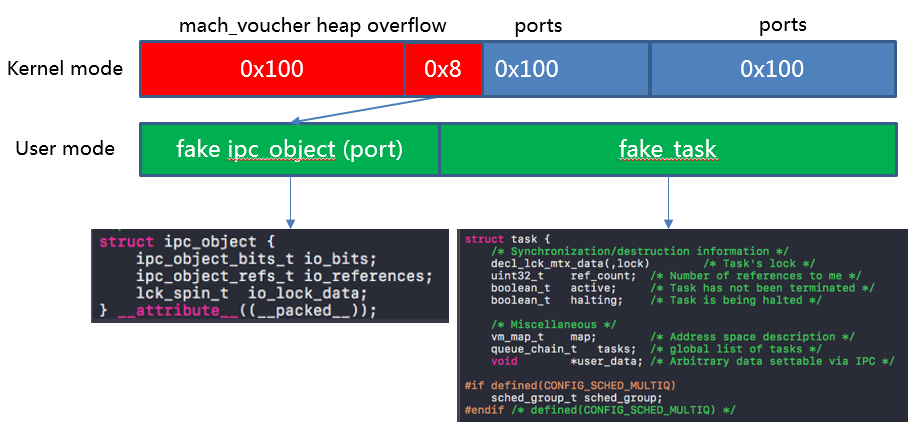 mach_voucher heap overflow ports ports
Kernel mode 0x100 0x8 0x100 0x100
User mode fake ipc_object (port) fake_task
struct ipc_object {
ipc_object_bits_t io_bits;
ipc_object_refs_t io_references;
lck_spin_t io_lock_data;
} __attribute__((__packed__));
struct task {
/* Synchronization/destruction information */
decl_lck_mtx_data(,lock) /* Task's lock */
uint32_t ref_count; /* Number of references to me */
boolean_t active; /* Task has not been terminated */
boolean_t halting; /* Task is being halted */
/* Miscellaneous */
vm_map_t map; /* Address space description */
queue_chain_t tasks; /* global list of tasks */
void *user_data; /* Arbitrary data settable via IPC */
#if defined(CONFIG_SCHED_MULTIQ)
sched_group_t sched_group;
#endif /* defined(CONFIG_SCHED_MULTIQ) */